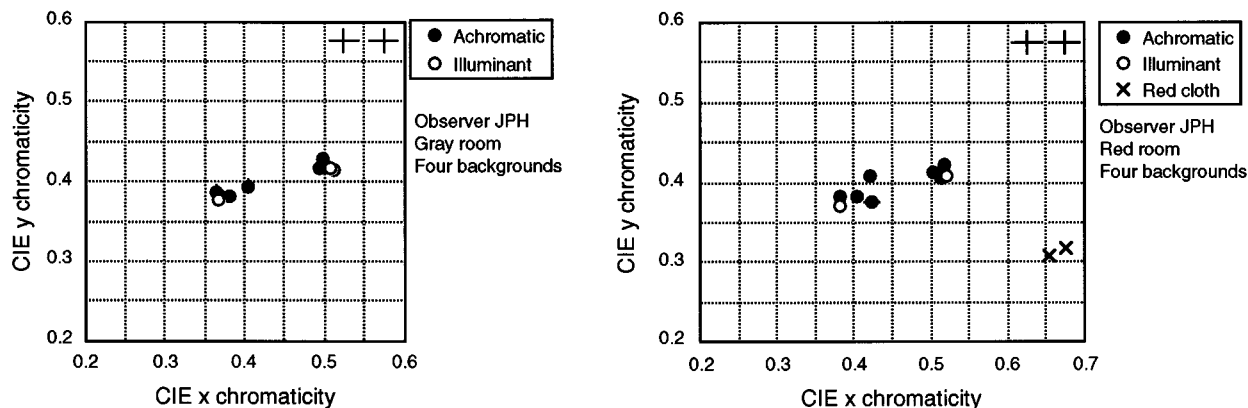 0.6
0.5
0.4
0.3
0.2
0.2 0.3 0.4 0.5 0.6
CIE y chromaticity
CIE x chromaticity
Achromatic
Illuminant
Observer JPH
Gray room
Four backgrounds
0.6
0.5
0.4
0.3
0.2
0.2 0.3 0.4 0.5 0.6 0.7
CIE y chromaticity
CIE x chromaticity
Achromatic
Illuminant
Red cloth
Observer JPH
Red room
Four backgrounds